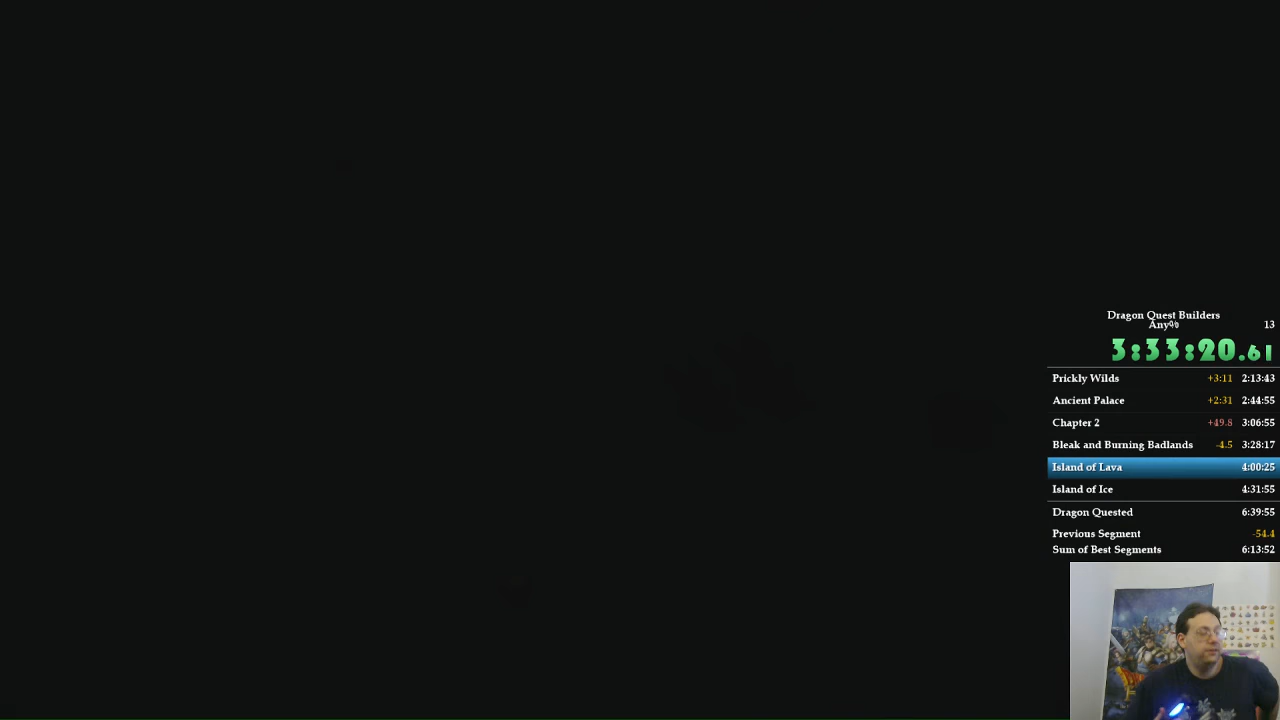 Dragon Quest Builders
Any% 13
3:33:20.61
Prickly Wilds +3:11 2:13:43
Ancient Palace +2:31 2:44:55
Chapter 2 +49.8 3:06:55
Bleak and Burning Badlands -4.5 3:28:17
Island of Lava 4:00:25
Island of Ice 4:31:55
Dragon Quested 6:39:55
Previous Segment -54.4
Sum of Best Segments 6:13:52